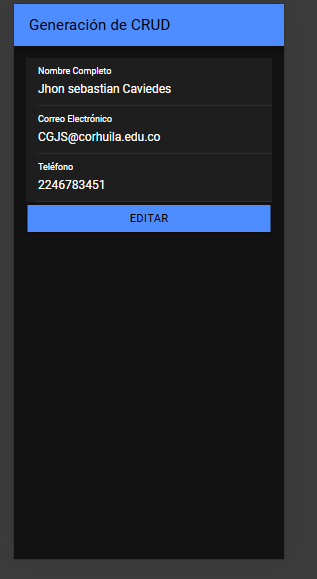 Generación de CRUD
Nombre Completo
Jhon sebastian Caviedes
Correo Electrónico
CGJS@corhuila.edu.co
Teléfono
2246783451
EDITAR